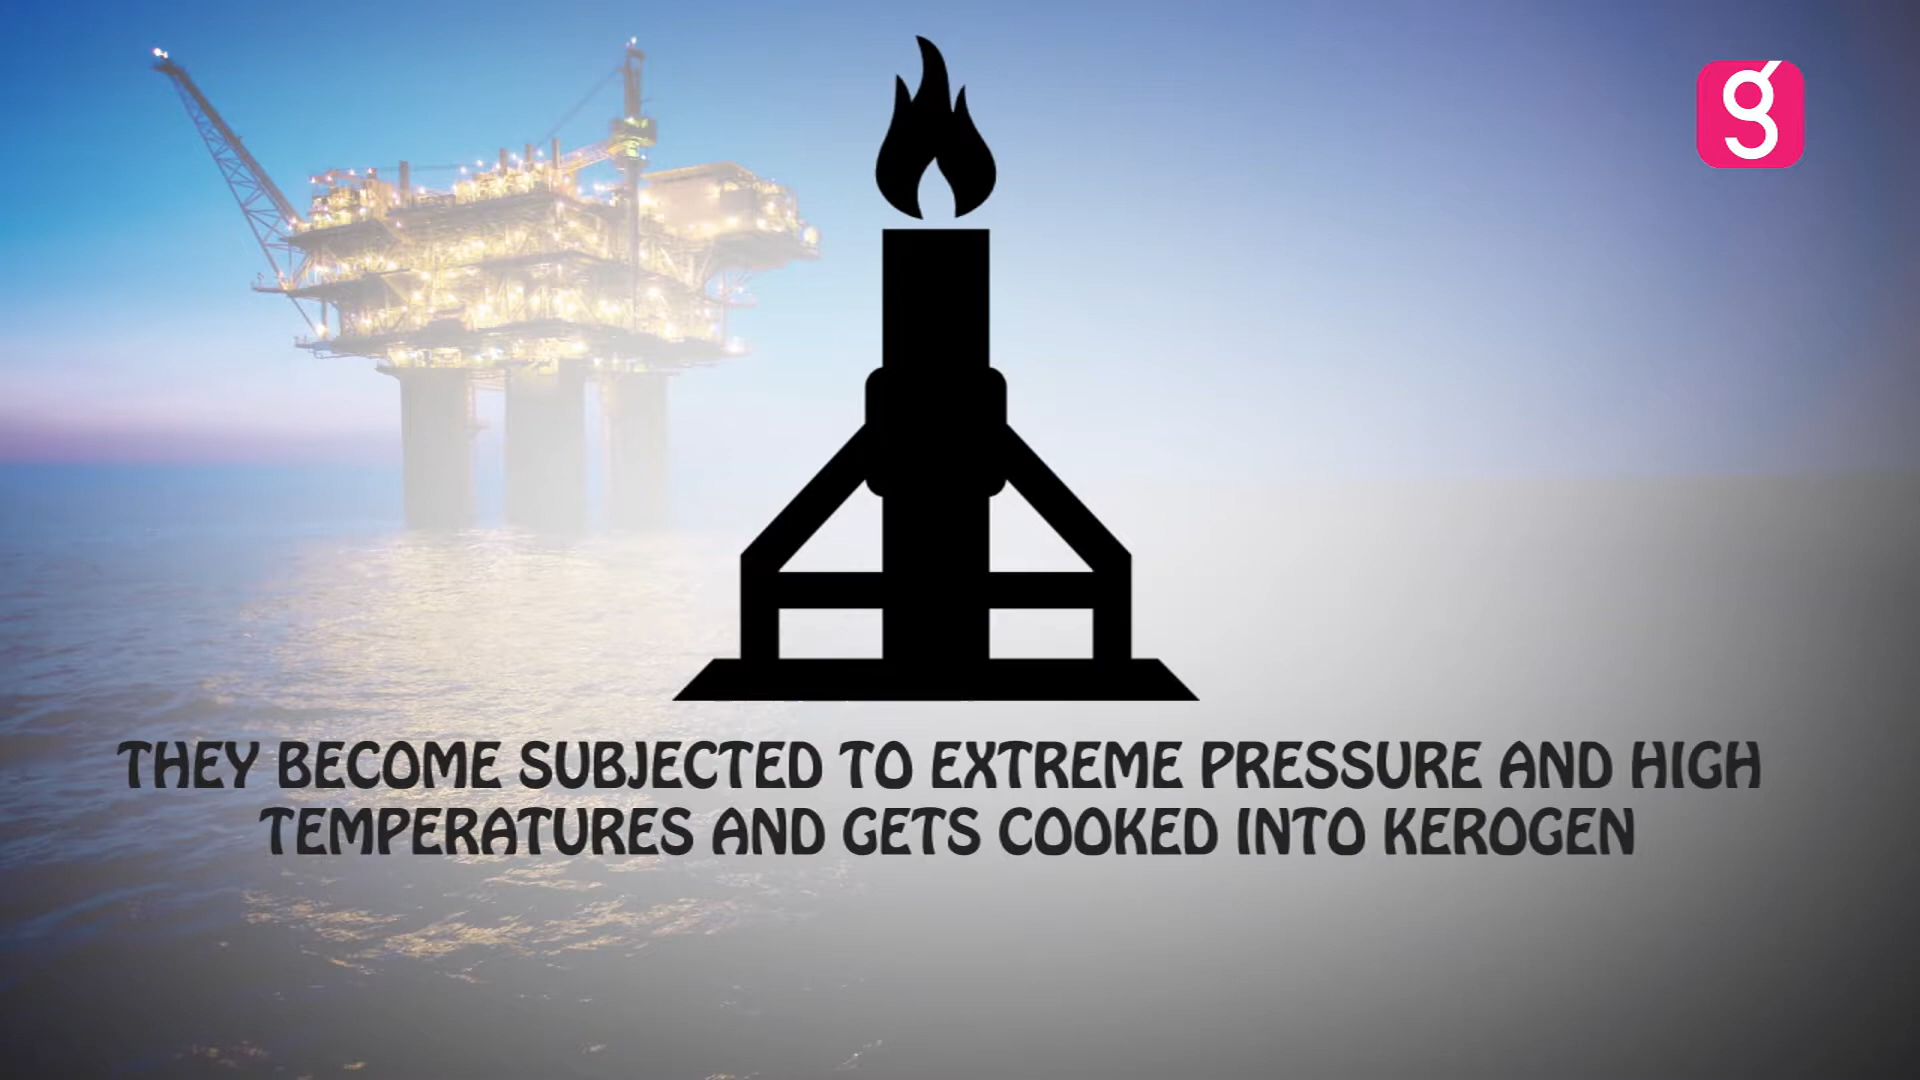 g
THEY BECOME SUBJECTED TO EXTREME PRESSURE AND HIGH
TEMPERATURES AND GETS COOKED INTO KEROGEN